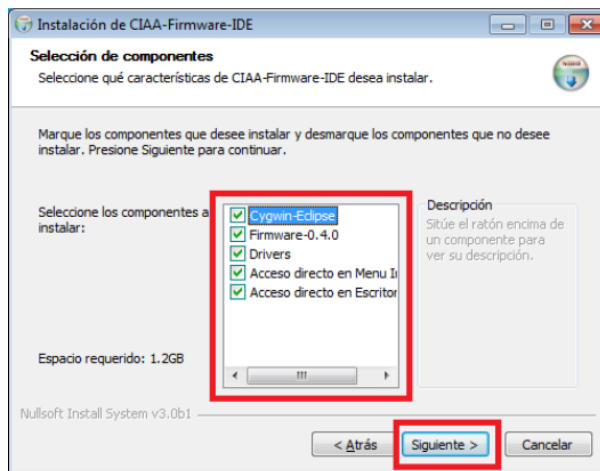 Instalación de CIAA-Firmware-IDE
Selección de componentes
Seleccione qué características de CIAA-Firmware-IDE desea instalar.
Marque los componentes que desee instalar y desmarque los componentes que no desee
instalar. Presione Siguiente para continuar.
Seleccione los componentes a
instalar:
Cygwin-Eclipse
Firmware-0.4.0
Drivers
Acceso directo en Menu
Acceso directo en Escritor
Descripción
Sitúe el ratón encima de
un componente para
ver su descripción.
Espacio requerido: 1.2GB
Nullsoft Install System v3.0b1
< Atrás
Siguiente >
Cancelar